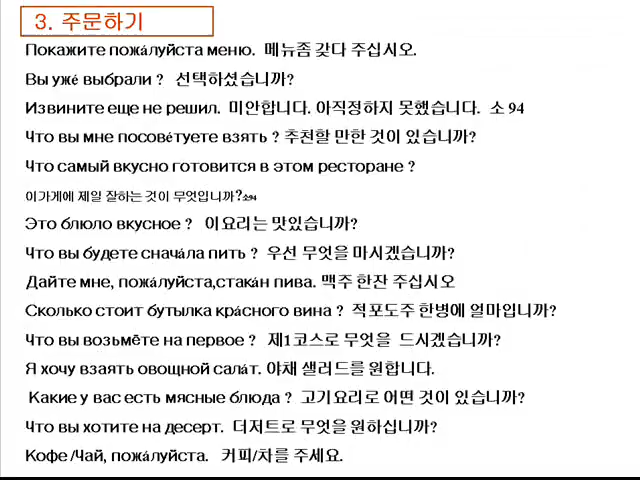 3. 주문하기
Покажите пожáлуйста меню. 메뉴좀 갖다 주십시오.
Вы ужé выбрали ? 선택하셨습니까?
Извините еще не решил. 미안합니다. 아직정하지 못했습니다. 소 94
Что вы мне посовéтуете взять ? 추천할 만한 것이 있습니까?
Что самый вкусно готовится в этом ресторане ?
이가게에 제일 잘하는 것이 무엇입니까?소94
Это блюло вкусное ? 이요리는 맛있습니까?
Что вы будете сначáла пить ? 우선 무엇을 마시겠습니까?
Дайте мне, пожáлуйста,стакáн пива. 맥주 한잔 주십시오
Сколько стоит бутылка крáсного вина ? 적포도주 한병에 얼마입니까?
Что вы возьмёте на первое ? 제1코스로 무엇을 드시겠습니까?
Я хочу взаять овощной салáт. 야채 샐러드를 원합니다.
Какие у вас есть мясные блюда ? 고기요리로 어떤 것이 있습니까?
Что вы хотите на десерт. 더저트로 무엇을 원하십니까?
Кофе /Чай, пожáлуйста. 커피/차를 주세요.